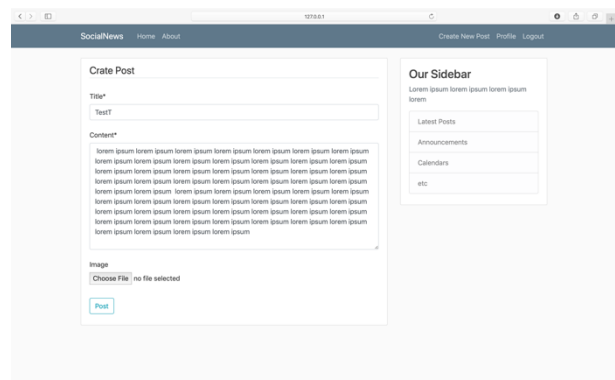 127.0.0.1
SocialNews Home About Create New Post Profile Logout
Crate Post
Title*
TestT
Content*
lorem ipsum lorem ipsum lorem ipsum lorem ipsum lorem ipsum lorem ipsum lorem ipsum
lorem ipsum lorem ipsum lorem ipsum lorem ipsum lorem ipsum lorem ipsum lorem ipsum
lorem ipsum lorem ipsum lorem ipsum lorem ipsum lorem ipsum lorem ipsum lorem ipsum
lorem ipsum lorem ipsum lorem ipsum lorem ipsum lorem ipsum lorem ipsum lorem ipsum
lorem ipsum lorem ipsum  lorem ipsum lorem ipsum lorem ipsum lorem ipsum lorem ipsum
lorem ipsum lorem ipsum lorem ipsum lorem ipsum lorem ipsum lorem ipsum lorem ipsum
lorem ipsum lorem ipsum lorem ipsum lorem ipsum lorem ipsum lorem ipsum lorem ipsum
lorem ipsum lorem ipsum lorem ipsum lorem ipsum lorem ipsum lorem ipsum lorem ipsum
lorem ipsum lorem ipsum lorem ipsum lorem ipsum
Image
Choose File no file selected
Post
Our Sidebar
Lorem ipsum lorem ipsum lorem ipsum
lorem
Latest Posts
Announcements
Calendars
etc